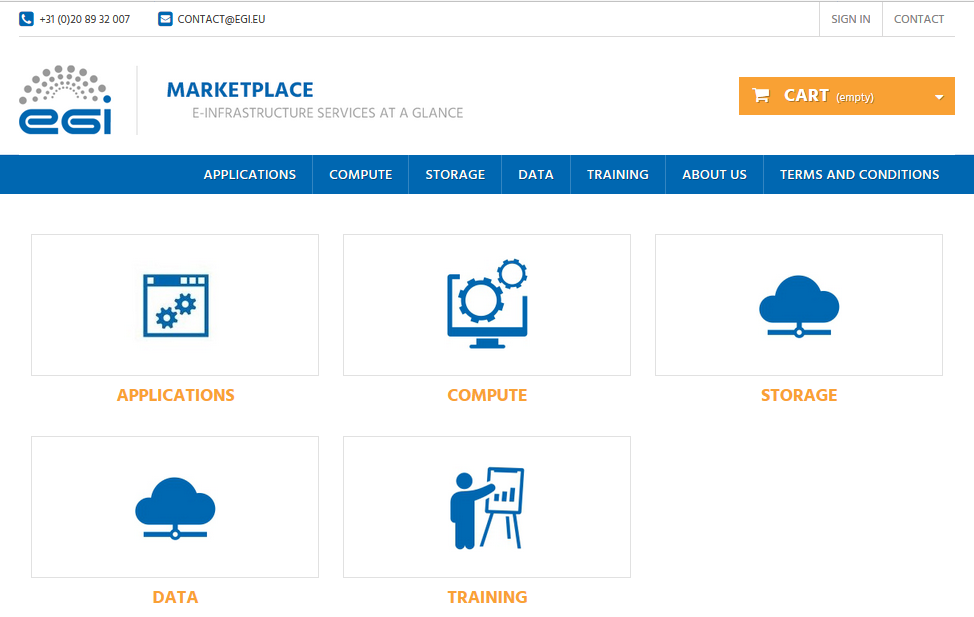 +31 (0)20 89 32 007 CONTACT@EGI.EU SIGN IN CONTACT
egi
MARKETPLACE
E-INFRASTRUCTURE SERVICES AT A GLANCE
CART (empty)
APPLICATIONS COMPUTE STORAGE DATA TRAINING ABOUT US TERMS AND CONDITIONS
APPLICATIONS COMPUTE STORAGE
DATA TRAINING